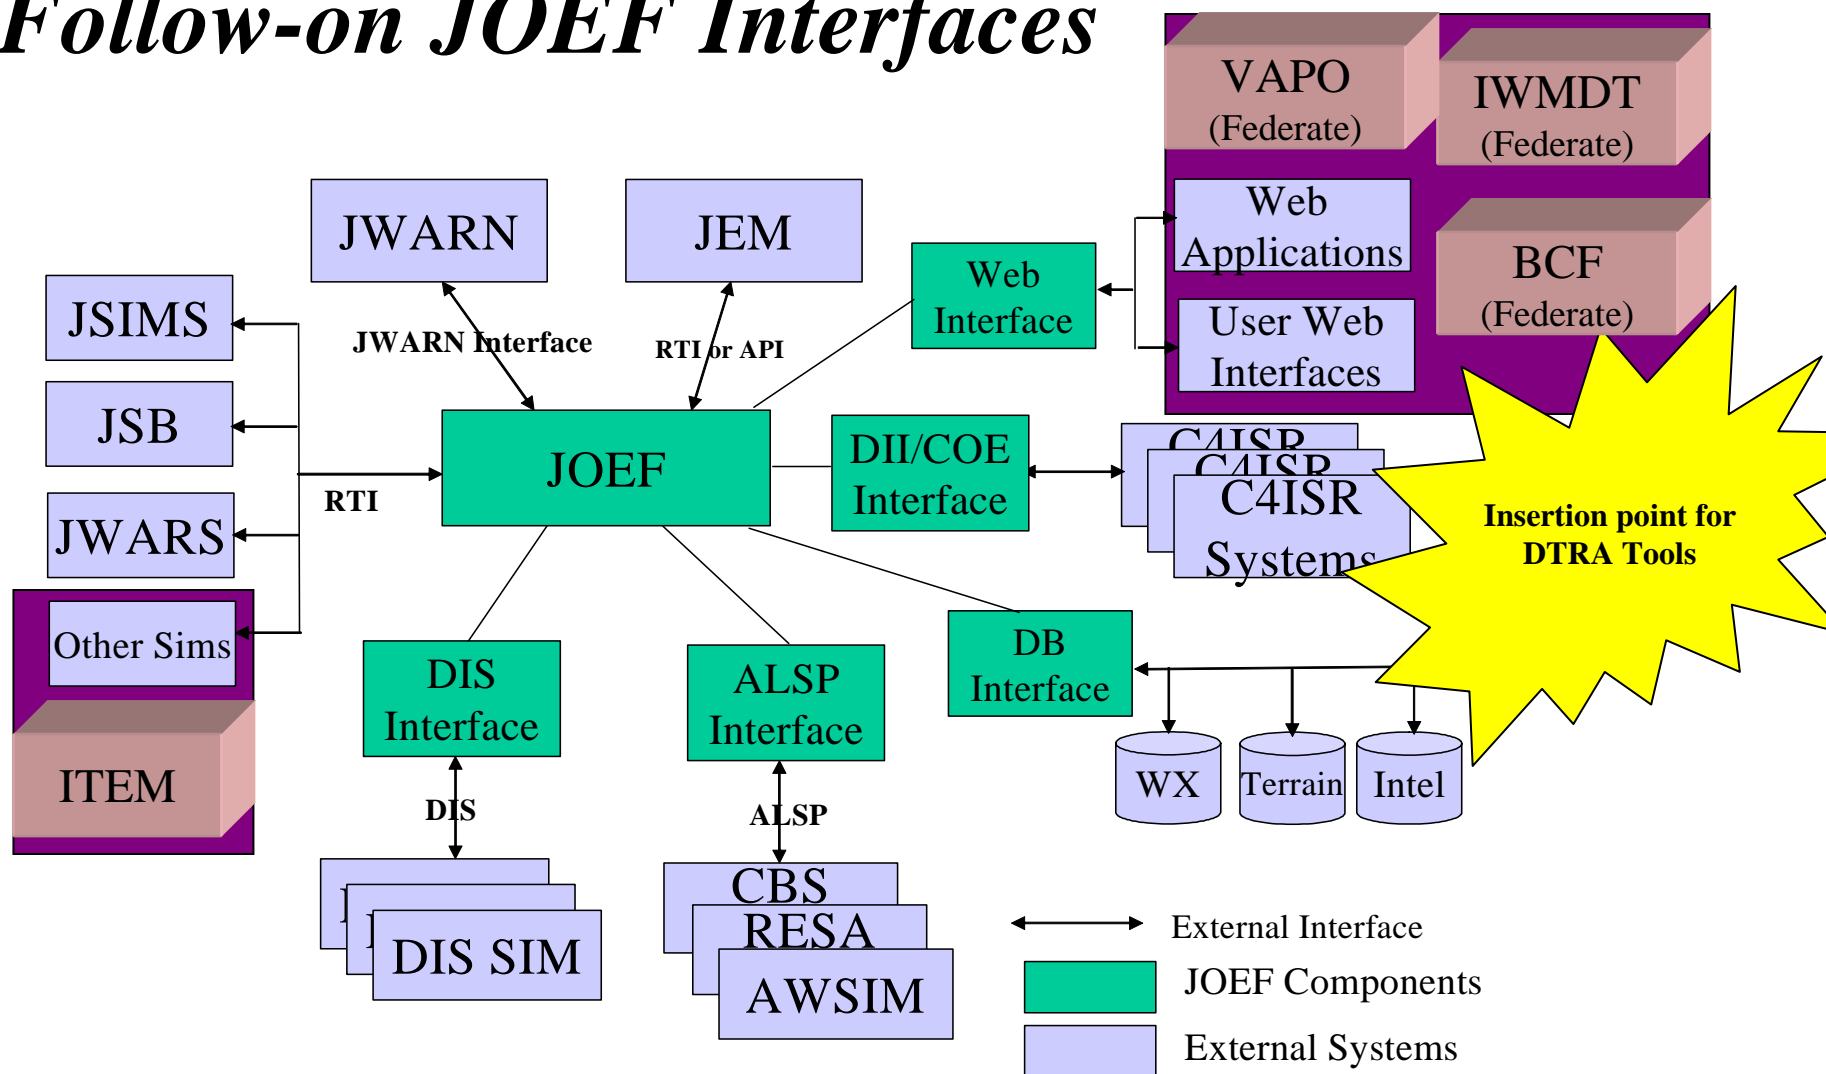 Follow-on JOEF Interfaces
VAPO
(Federate)
IWMDT
(Federate)
JWARN
JEM
Web
Applications
Web
Interface
BCF
(Federate)
JSIMS
User Web
Interfaces
JWARN Interface
RTI or API
JSB
JOEF
DII/COE
Interface
C4ISR
C4ISR
C4ISR
Systems
RTI
Insertion point for
DTRA Tools
JWARS
Other Sims
DIS
Interface
ALSP
Interface
DB
Interface
ITEM
WX
Terrain
Intel
DIS
ALSP
CBS
RESA
AWSIM
DIS SIM
External Interface
JOEF Components
External Systems